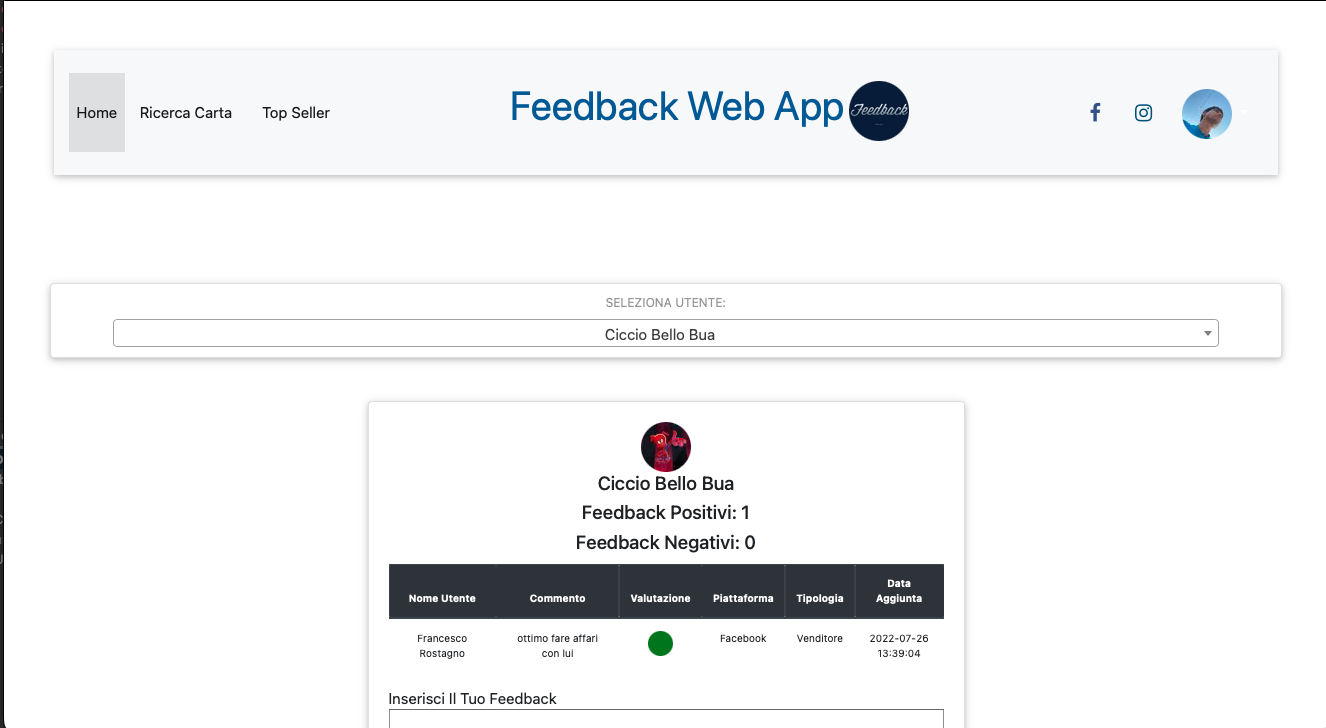 Home Ricerca Carta Top Seller
Feedback Web App
Feedback
SELEZIONA UTENTE:
Ciccio Bello Bua
Ciccio Bello Bua
Feedback Positivi: 1
Feedback Negativi: 0
Nome Utente Commento Valutazione Piattaforma Tipologia Data Aggiunta
Francesco Rostagno ottimo fare affari con lui Facebook Venditore 2022-07-26 13:39:04
Inserisci Il Tuo Feedback